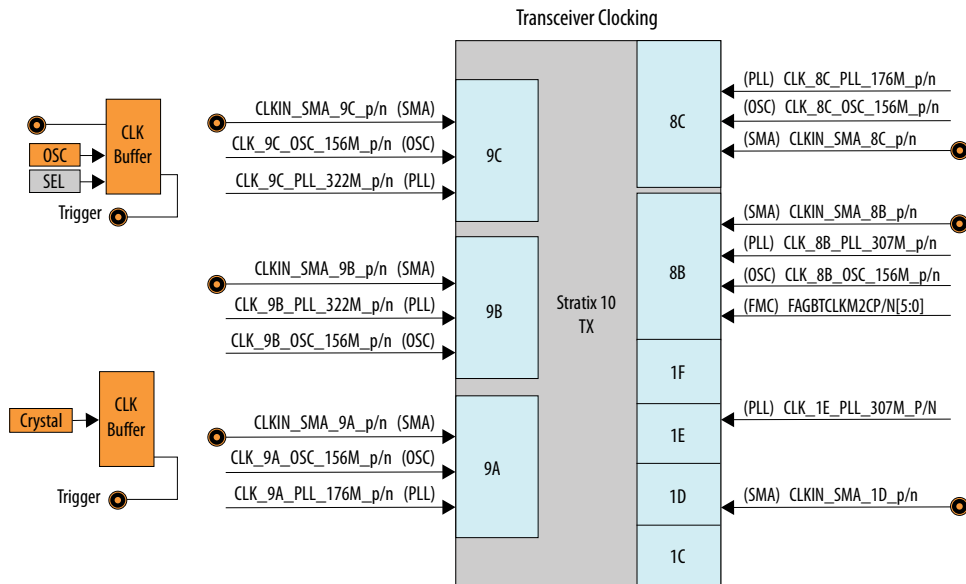 Transceiver Clocking
CLK
Buffer
OSC
SEL
Trigger
CLKIN_SMA_9C_p/n (SMA)
CLK_9C_OSC_156M_p/n (OSC)
CLK_9C_PLL_322M_p/n (PLL)
9C
CLKIN_SMA_9B_p/n (SMA)
CLK_9B_PLL_322M_p/n (PLL)
CLK_9B_OSC_156M_p/n (OSC)
9B
Crystal
CLK
Buffer
Trigger
CLKIN_SMA_9A_p/n (SMA)
CLK_9A_OSC_156M_p/n (OSC)
CLK_9A_PLL_176M_p/n (PLL)
9A
Stratix 10
TX
8C
(PLL) CLK_8C_PLL_176M_p/n
(OSC) CLK_8C_OSC_156M_p/n
(SMA) CLKIN_SMA_8C_p/n
8B
(SMA) CLKIN_SMA_8B_p/n
(PLL) CLK_8B_PLL_307M_p/n
(OSC) CLK_8B_OSC_156M_p/n
(FMC) FAGBTCLKM2CP/N[5:0]
1F
1E
(PLL) CLK_1E_PLL_307M_P/N
1D
(SMA) CLKIN_SMA_1D_p/n
1C